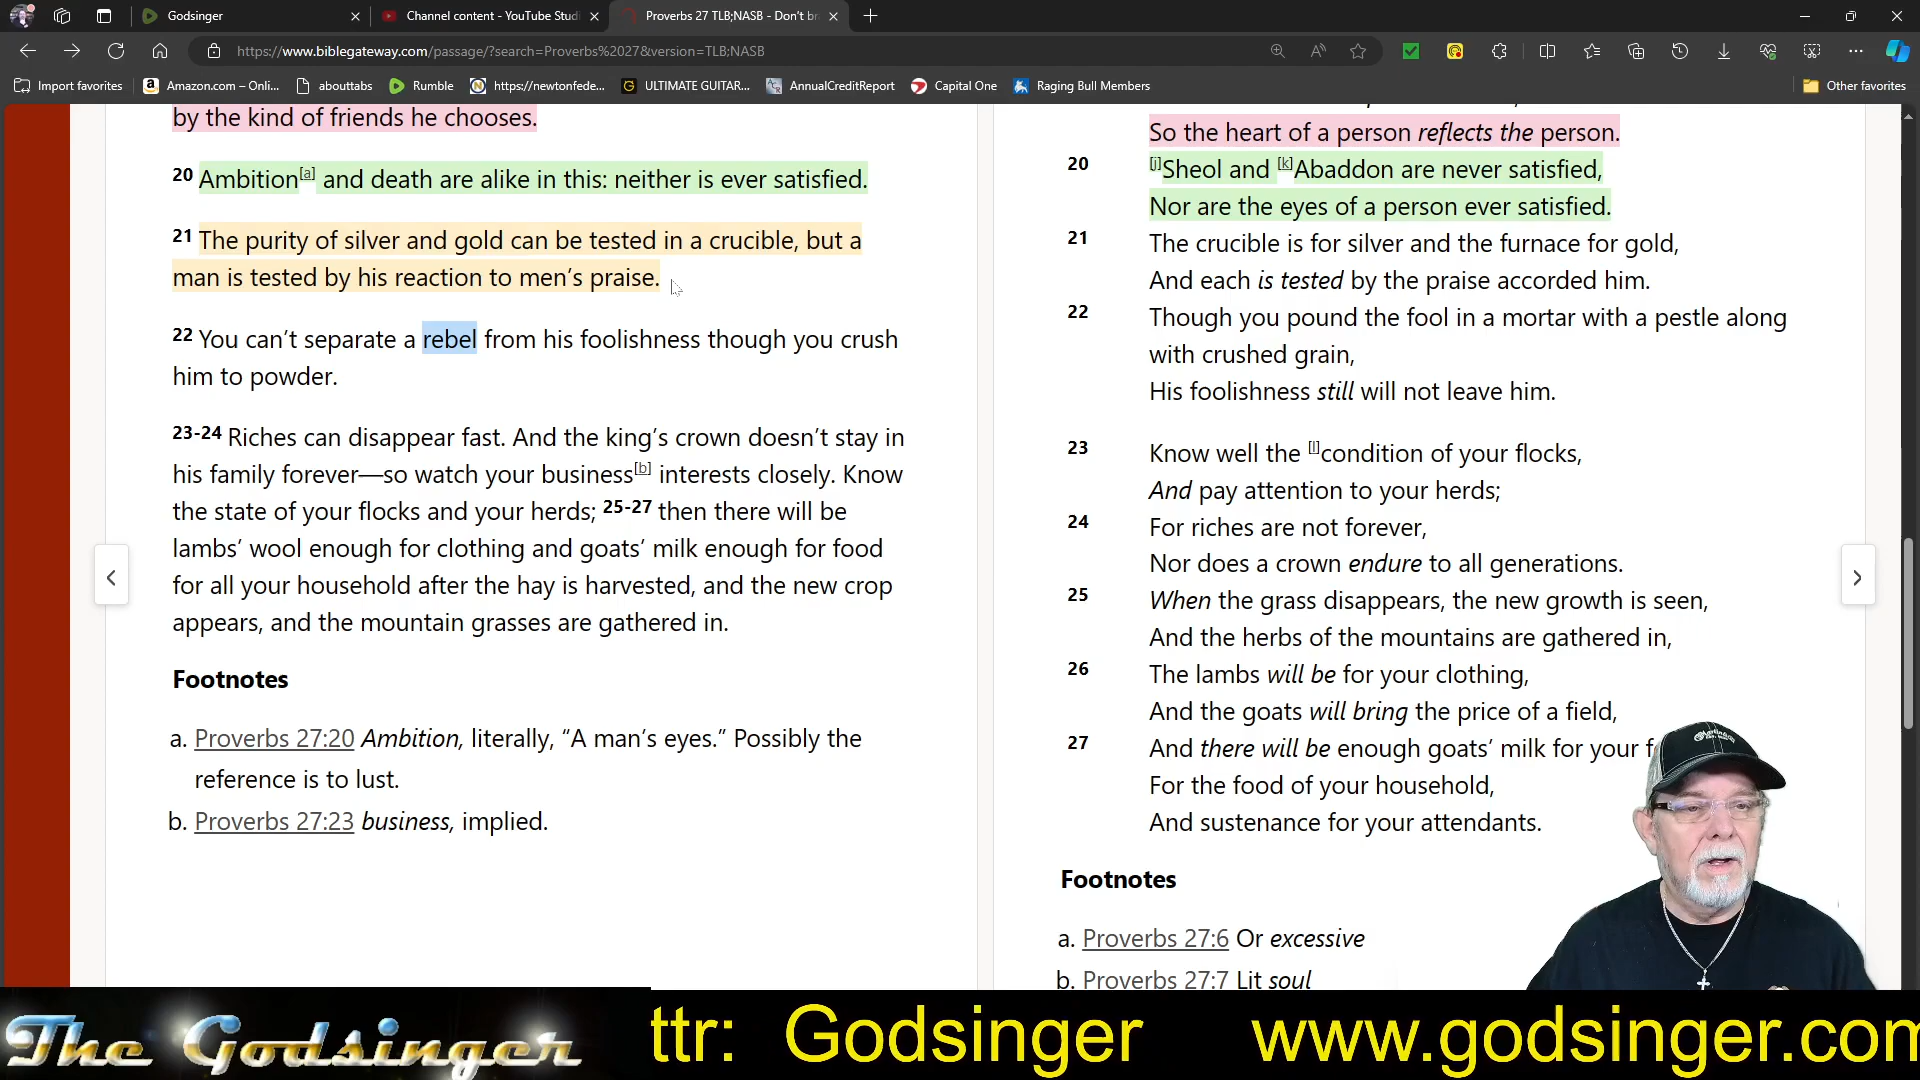 Godsinger
Channel content - YouTube Studi
Proverbs 27 TLB;NASB - Don't br
https://www.biblegateway.com/passage/?search=Proverbs%2027&version=TLB;NASB
Import favorites
Amazon.com – Onli...
abouttabs
Rumble
https://newtonfede...
ULTIMATE GUITAR...
AnnualCreditReport
Capital One
Raging Bull Members
Other favorites
by the kind of friends he chooses.
20 Ambition[a] and death are alike in this: neither is ever satisfied.
21 The purity of silver and gold can be tested in a crucible, but a
man is tested by his reaction to men’s praise.
22 You can’t separate a rebel from his foolishness though you crush
him to powder.
23-24 Riches can disappear fast. And the king’s crown doesn’t stay in
his family forever—so watch your business[b] interests closely. Know
the state of your flocks and your herds; 25-27 then there will be
lambs’ wool enough for clothing and goats’ milk enough for food
for all your household after the hay is harvested, and the new crop
appears, and the mountain grasses are gathered in.
Footnotes
a. Proverbs 27:20 Ambition, literally, “A man’s eyes.” Possibly the
reference is to lust.
b. Proverbs 27:23 business, implied.
So the heart of a person reflects the person.
20 [j]Sheol and [k]Abaddon are never satisfied,
Nor are the eyes of a person ever satisfied.
21 The crucible is for silver and the furnace for gold,
And each is tested by the praise accorded him.
22 Though you pound the fool in a mortar with a pestle along
with crushed grain,
His foolishness still will not leave him.
23 Know well the [l]condition of your flocks,
And pay attention to your herds;
24 For riches are not forever,
Nor does a crown endure to all generations.
25 When the grass disappears, the new growth is seen,
And the herbs of the mountains are gathered in,
26 The lambs will be for your clothing,
And the goats will bring the price of a field,
27 And there will be enough goats’ milk for your f
For the food of your household,
And sustenance for your attendants.
Footnotes
a. Proverbs 27:6 Or excessive
b. Proverbs 27:7 Lit soul
The Godsinger
ttr: Godsinger www.godsinger.com